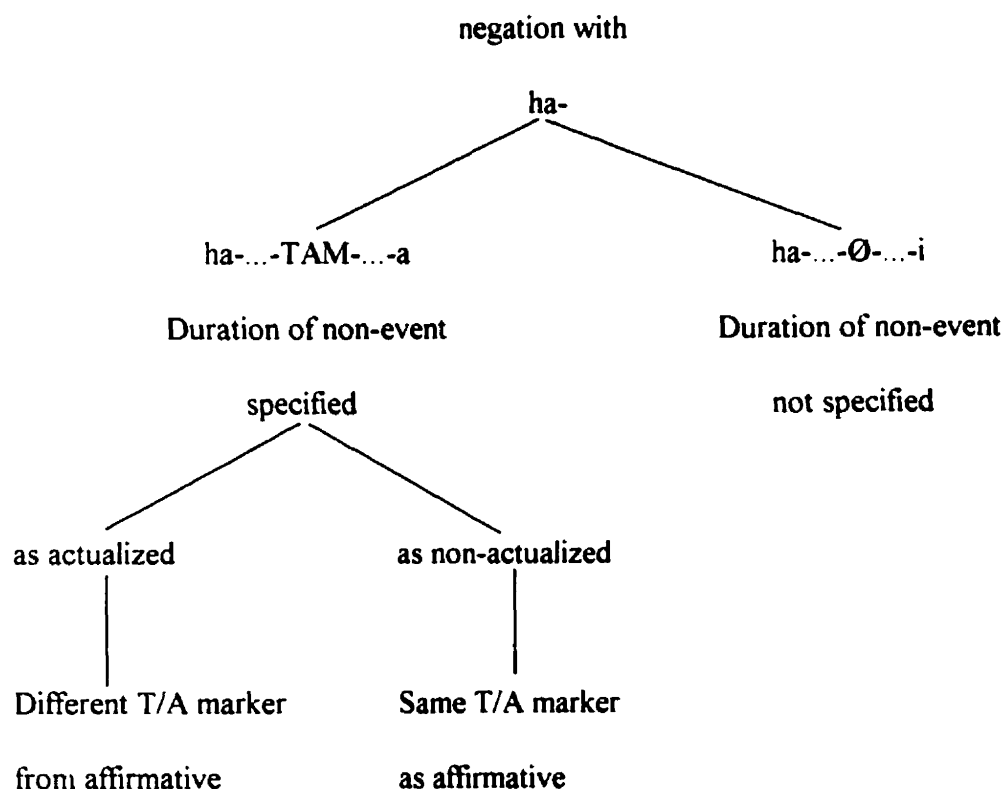 negation with
ha-
ha-...-TAM-...-a
ha-...-Ø-...-i
Duration of non-event
Duration of non-event
specified
not specified
as actualized
as non-actualized
Different T/A marker
Same T/A marker
from affirmative
as affirmative